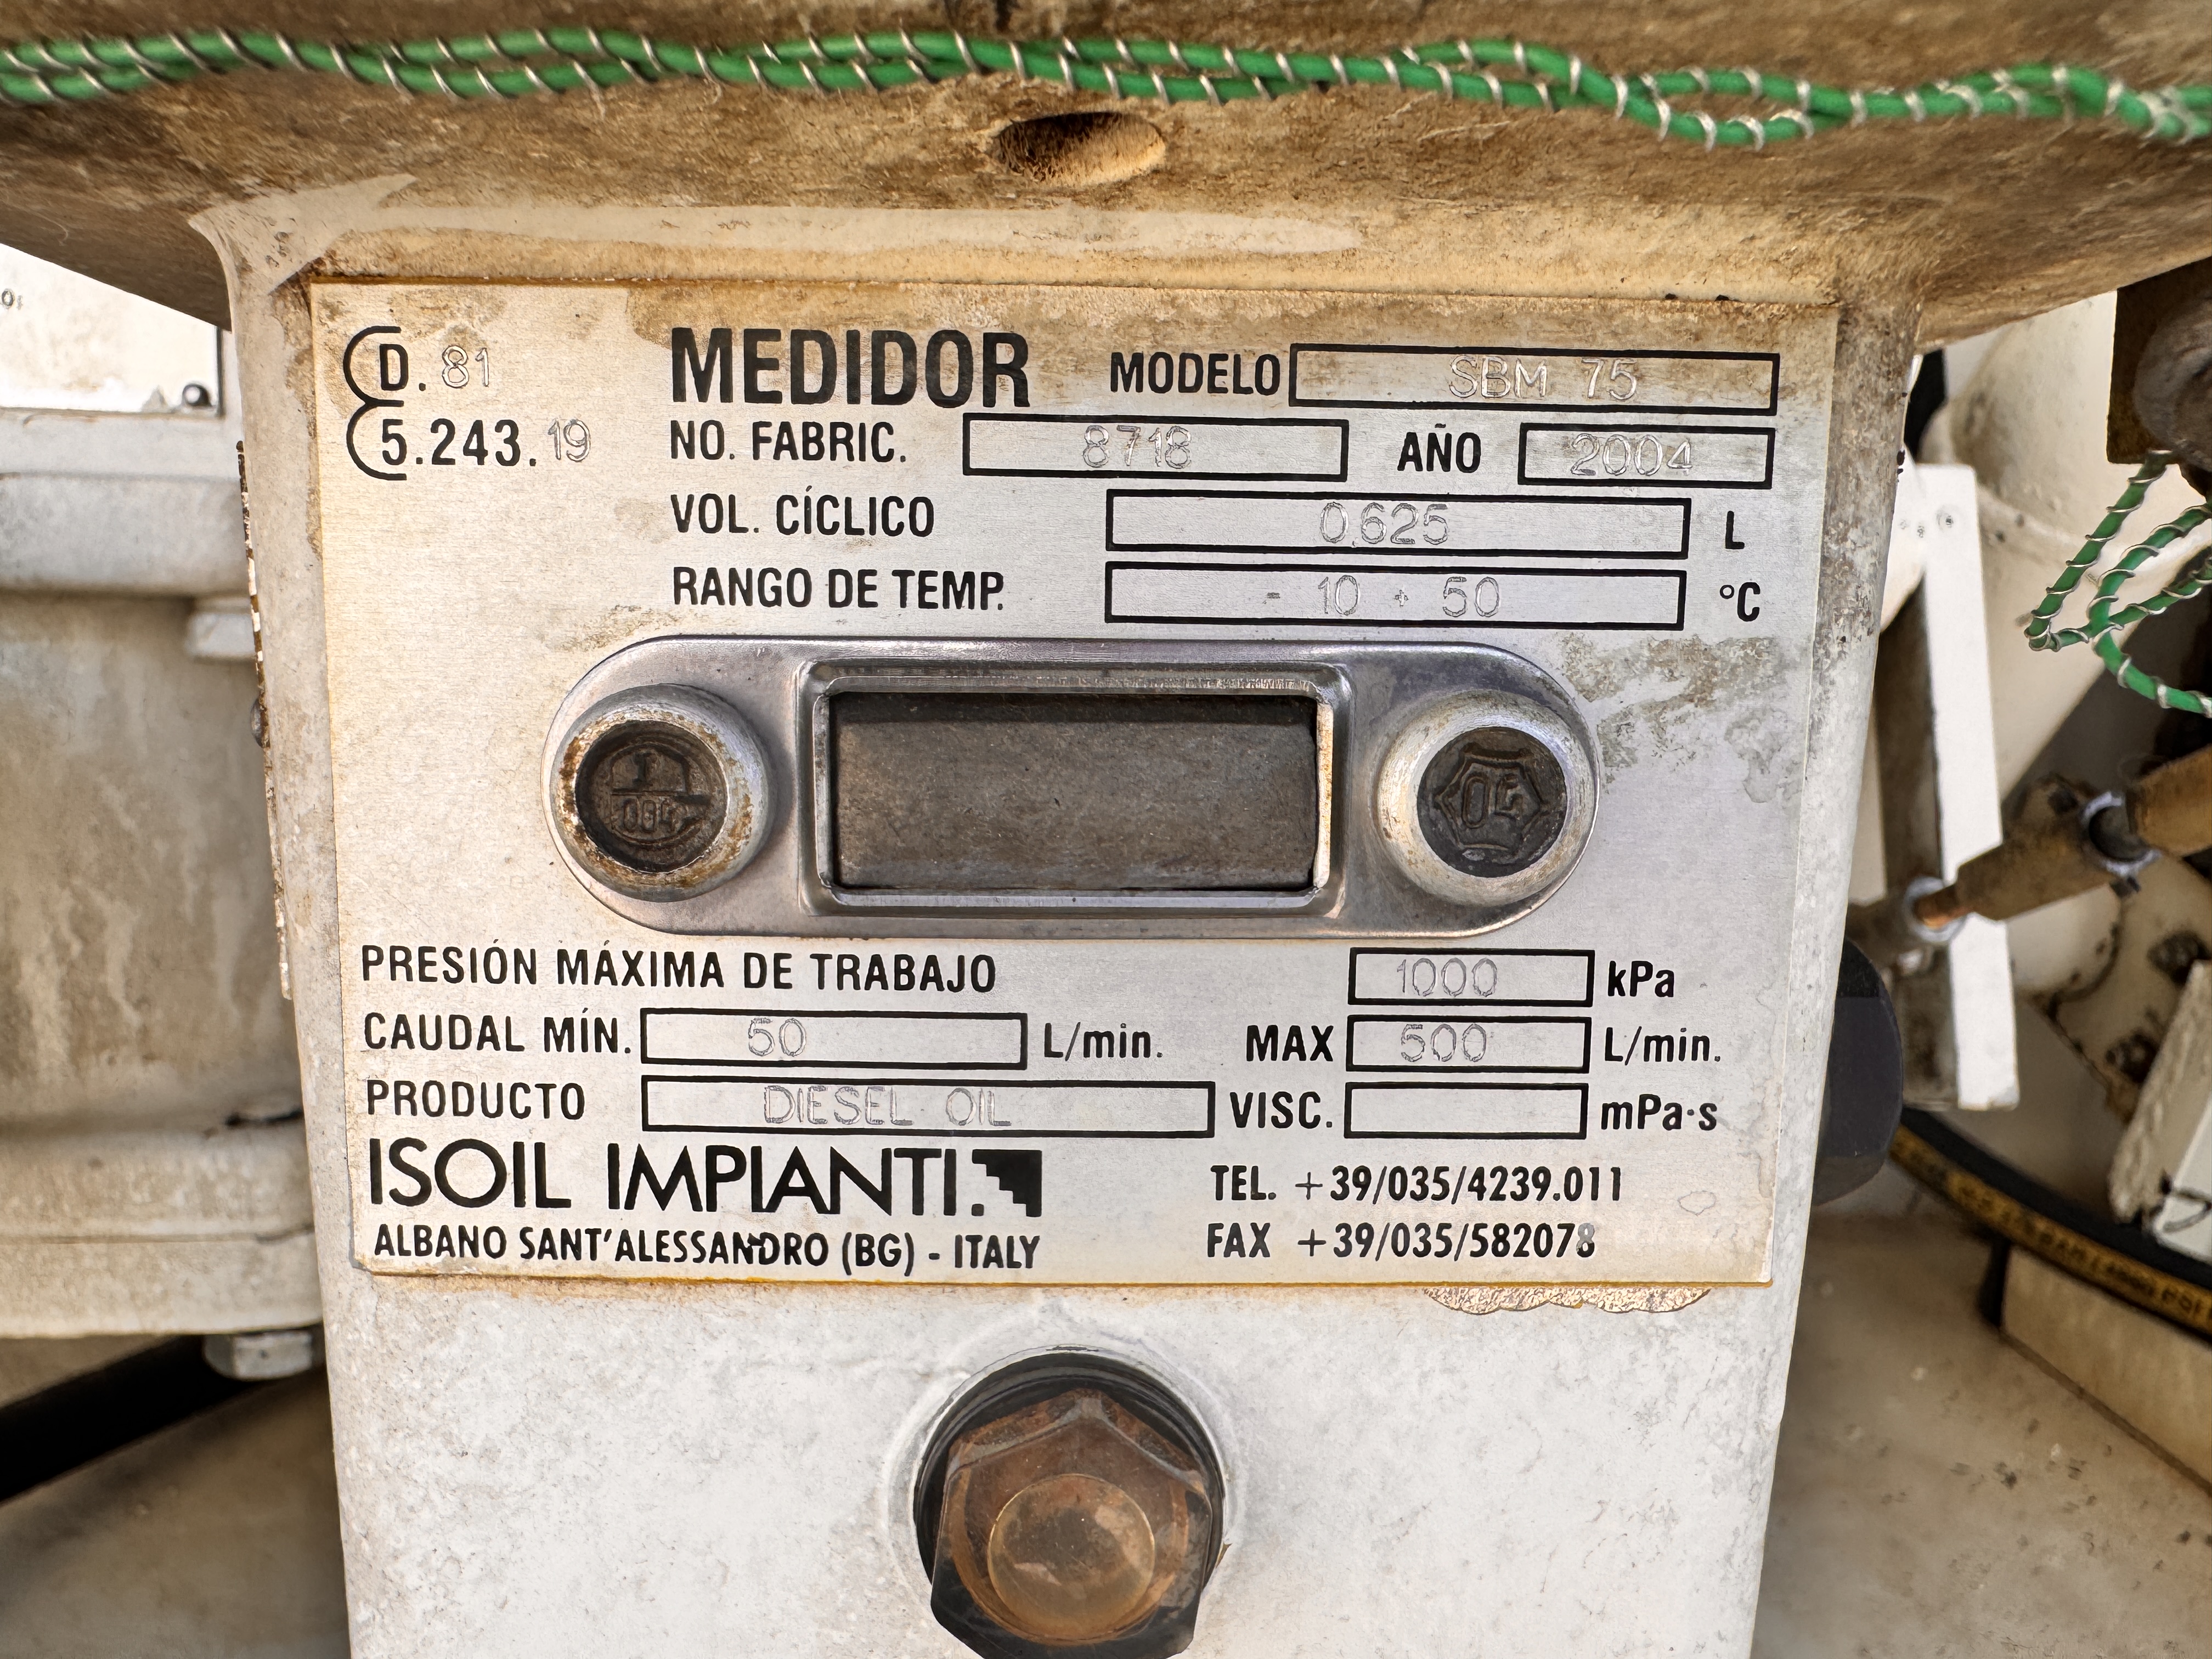 D. 81
5.243.19
MEDIDOR MODELO SBM 75
NO. FABRIC. 8718 AÑO 2004
VOL. CÍCLICO 0,625 L
RANGO DE TEMP. - 10 + 50 °C
PRESIÓN MÁXIMA DE TRABAJO 1000 kPa
CAUDAL MÍN. 50 L/min. MAX 500 L/min.
PRODUCTO DIESEL OIL VISC. mPa·s
ISOIL IMPIANTI.
ALBANO SANT'ALESSANDRO (BG) - ITALY
TEL. +39/035/4239.011
FAX +39/035/582078